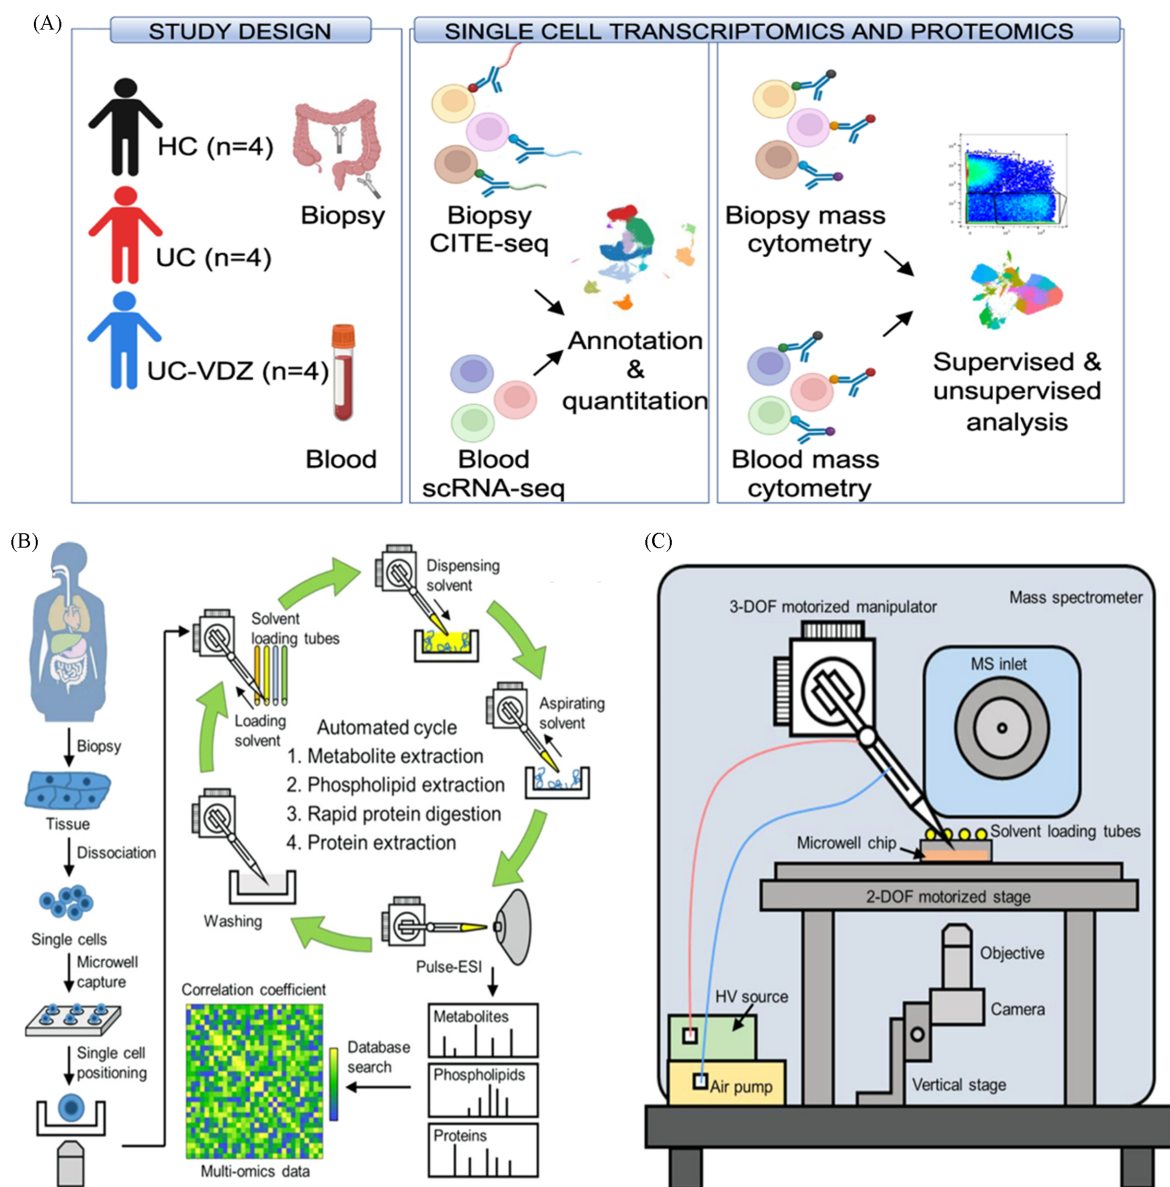 (A)
STUDY DESIGN
SINGLE CELL TRANSCRIPTOMICS AND PROTEOMICS
HC (n=4)
UC (n=4)
UC-VDZ (n=4)
Biopsy
Blood
Biopsy
CITE-seq
Blood
scRNA-seq
Annotation
&
quantitation
Biopsy mass
cytometry
Blood mass
cytometry
Supervised &
unsupervised
analysis
(B)
Biopsy
Tissue
Dissociation
Single cells
Microwell
capture
Single cell
positioning
Solvent
loading tubes
Loading
solvent
Dispensing
solvent
Aspirating
solvent
Automated cycle
1. Metabolite extraction
2. Phospholipid extraction
3. Rapid protein digestion
4. Protein extraction
Washing
Pulse-ESI
Metabolites
Phospholipids
Proteins
Database
search
Correlation coefficient
Multi-omics data
(C)
Mass spectrometer
3-DOF motorized manipulator
MS inlet
Solvent loading tubes
Microwell chip
2-DOF motorized stage
Objective
Camera
Vertical stage
HV source
Air pump